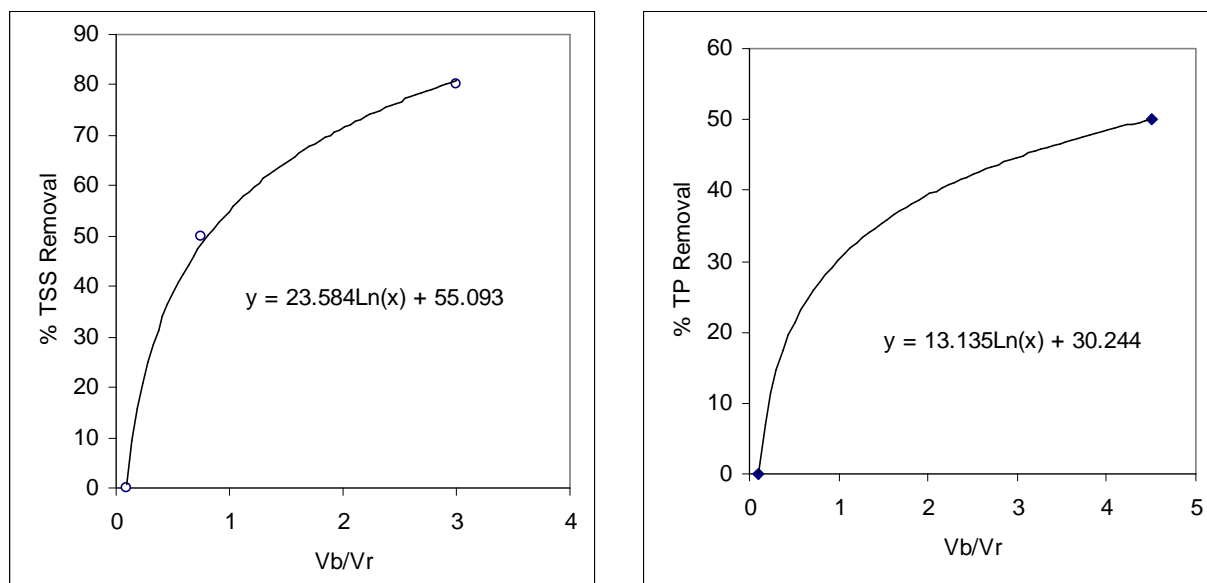 90
80
70
60
50
40
30
20
10
0
% TSS Removal
y = 23.584Ln(x) + 55.093
0 1 2 3 4
Vb/Vr
60
50
40
30
20
10
0
% TP Removal
y = 13.135Ln(x) + 30.244
0 1 2 3 4 5
Vb/Vr